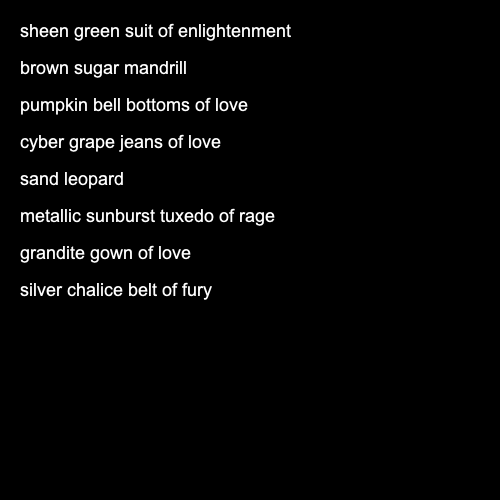 sheen green suit of enlightenment
brown sugar mandrill
pumpkin bell bottoms of love
cyber grape jeans of love
sand leopard
metallic sunburst tuxedo of rage
grandite gown of love
silver chalice belt of fury